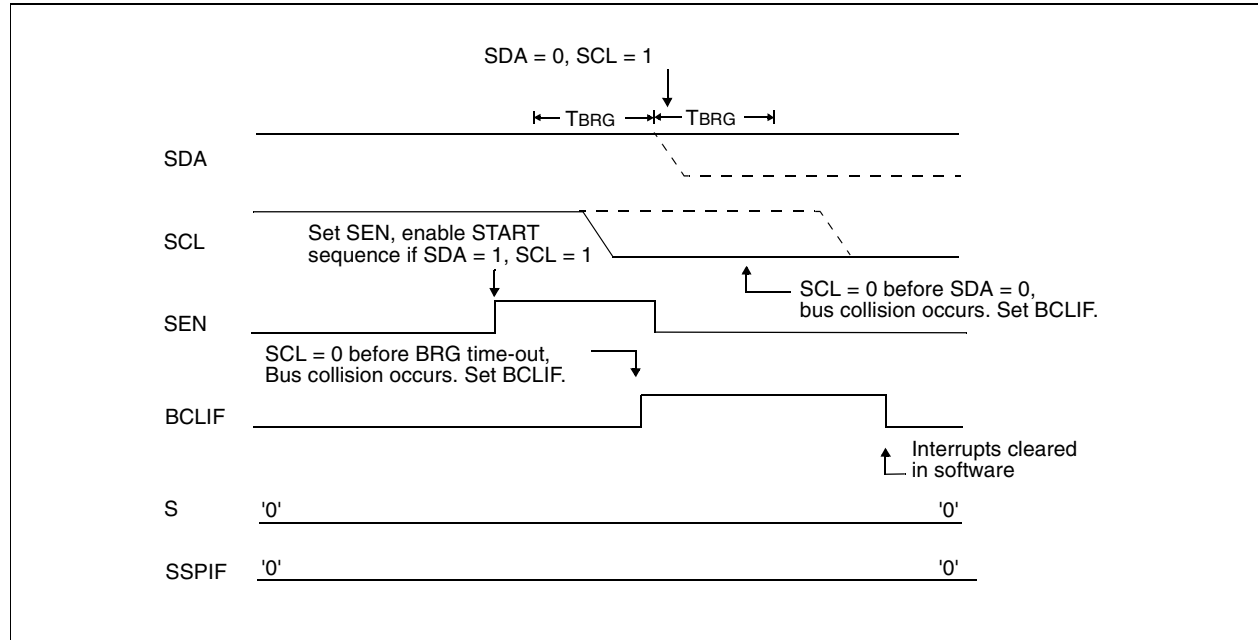 SDA = 0, SCL = 1
TBRG TBRG
SDA
SCL
Set SEN, enable START
sequence if SDA = 1, SCL = 1
SCL = 0 before SDA = 0,
bus collision occurs. Set BCLIF.
SEN
SCL = 0 before BRG time-out,
Bus collision occurs. Set BCLIF.
BCLIF
Interrupts cleared
in software
S '0' '0'
SSPIF '0' '0'